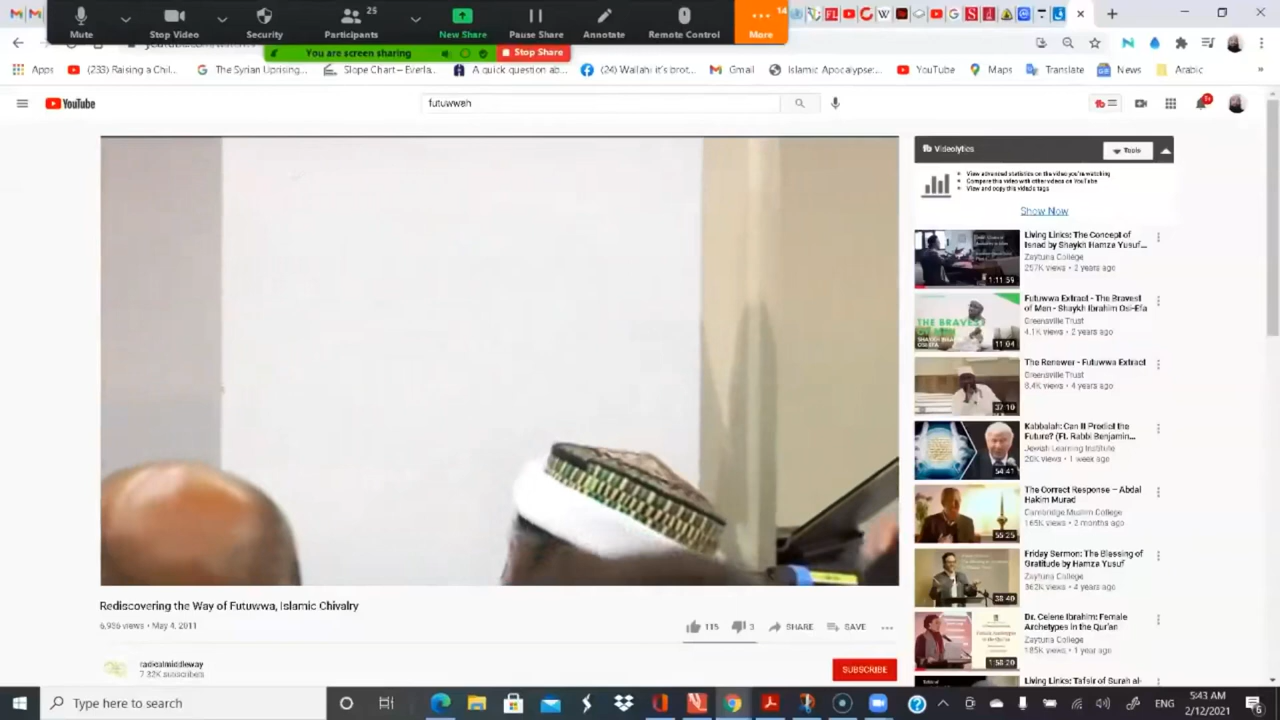 25
14
Mute
Stop Video
Security
Participants
New Share
Pause Share
Annotate
Remote Control
More
You are screen sharing
Stop Share
Apps
(233) Raising a Chil...
The Syrian Uprising...
Slope Chart – Everla...
A quick question ab...
(24) Wallahi it's brot...
Gmail
Islamic Apocalypse:...
YouTube
Maps
Translate
News
Arabic
YouTube
futuwwah
9+
Videolytics
Tools
View advanced statistics on the video you're watching
Compare this video with other videos on YouTube
View and copy this video's tags
Show Now
Living Links: The Concept of
Isnad by Shaykh Hamza Yusuf...
Zaytuna College
257K views • 2 years ago
1:11:59
Futuwwa Extract - The Bravest
of Men - Shaykh Ibrahim Osi-Efa
Greensville Trust
4.1K views • 2 years ago
THE BRAVEST
OF MEN
SHAYKH IBRAHIM
OSI-EFA
11:04
The Renewer - Futuwwa Extract
Greensville Trust
8.4K views • 4 years ago
37:10
Kabbalah: Can It Predict the
Future? (Ft. Rabbi Benjamin...
Jewish Learning Institute
20K views • 1 week ago
54:41
The Correct Response – Abdal
Hakim Murad
Cambridge Muslim College
165K views • 2 months ago
55:25
Friday Sermon: The Blessing of
Gratitude by Hamza Yusuf
Zaytuna College
362K views • 4 years ago
38:40
Dr. Celene Ibrahim: Female
Archetypes in the Qur'an
Zaytuna College
185K views • 1 year ago
1:58:20
Living Links: Tafsir of Surah al-
Rediscovering the Way of Futuwwa, Islamic Chivalry
6,956 views • May 4, 2011
115
3
SHARE
SAVE
radicalmiddleway
7.32K subscribers
SUBSCRIBE
Type here to search
ENG
5:43 AM
2/12/2021
6